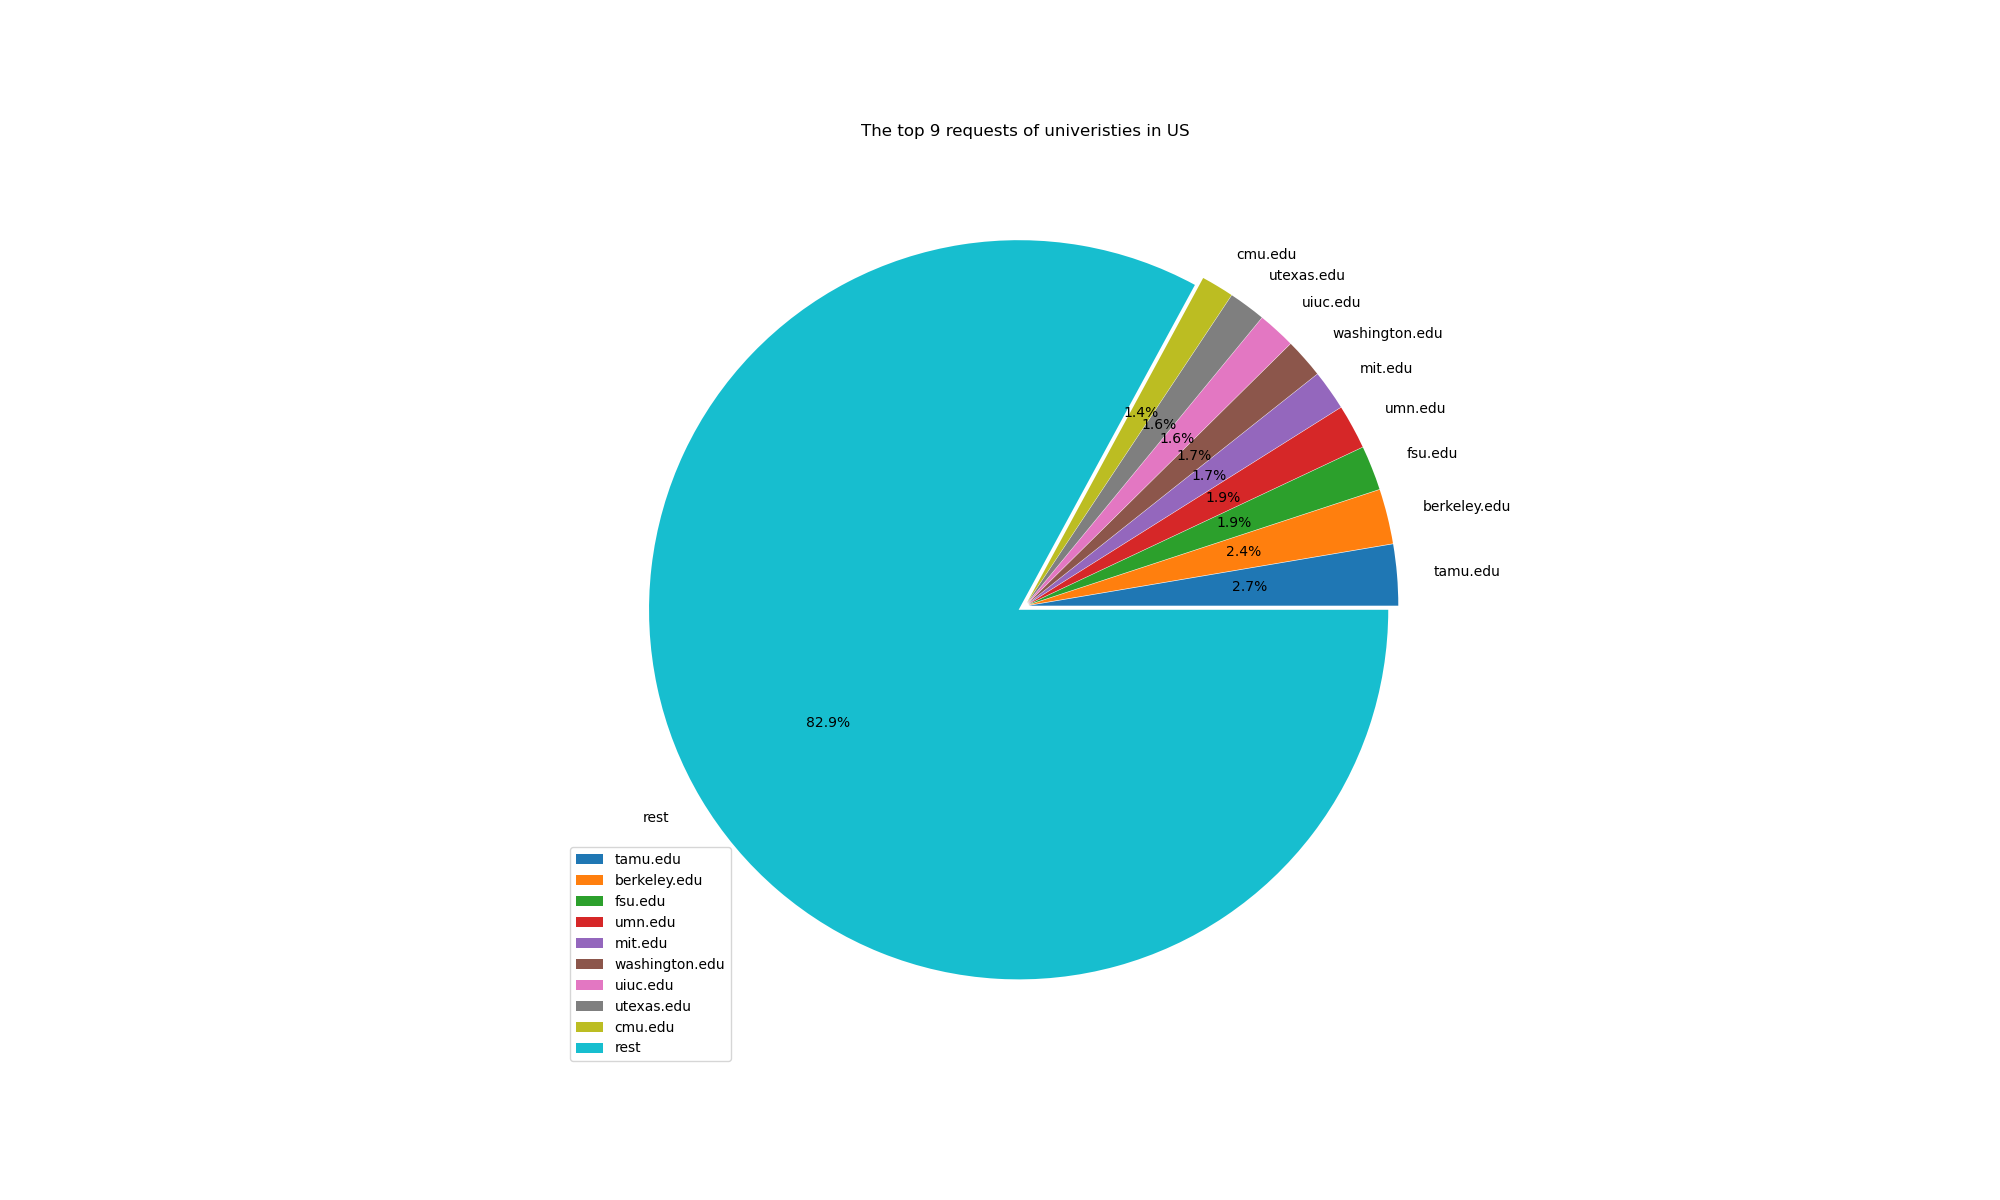 The top 9 requests of univeristies in US
cmu.edu
utexas.edu
uiuc.edu
washington.edu
mit.edu
umn.edu
fsu.edu
berkeley.edu
tamu.edu
1.4%
1.6%
1.6%
1.7%
1.7%
1.9%
1.9%
2.4%
2.7%
82.9%
rest
tamu.edu
berkeley.edu
fsu.edu
umn.edu
mit.edu
washington.edu
uiuc.edu
utexas.edu
cmu.edu
rest